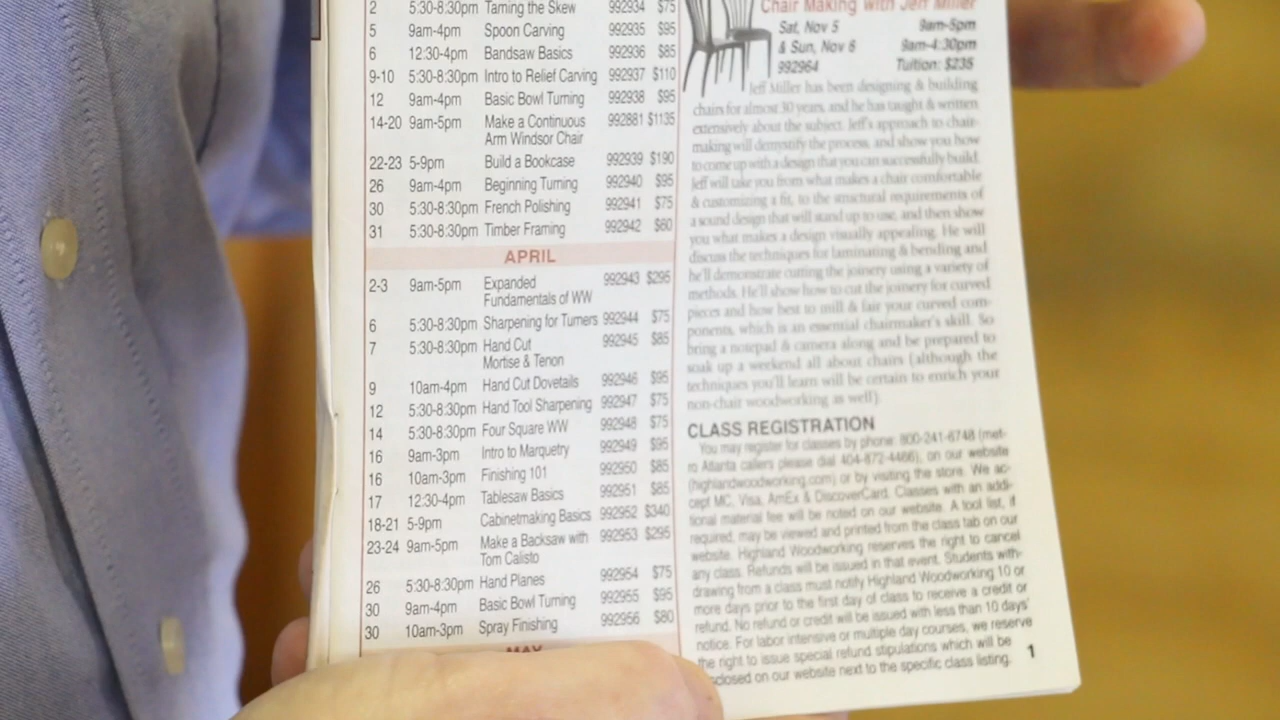 2 5:30-8:30pm Taming the Skew 992934 $75
5 9am-4pm Spoon Carving 992935 $95
6 12:30-4pm Bandsaw Basics 992936 $85
9-10 5:30-8:30pm Intro to Relief Carving 992937 $110
12 9am-4pm Basic Bowl Turning 992938 $95
14-20 9am-5pm Make a Continuous 992881 $1135
Arm Windsor Chair
22-23 5-9pm Build a Bookcase 992939 $190
26 9am-4pm Beginning Turning 992940 $95
30 5:30-8:30pm French Polishing 992941 $75
31 5:30-8:30pm Timber Framing 992942 $60
APRIL
2-3 9am-5pm Expanded 992943 $295
Fundamentals of WW
6 5:30-8:30pm Sharpening for Turners 992944 $75
7 5:30-8:30pm Hand Cut 992945 $85
Mortise & Tenon
9 10am-4pm Hand Cut Dovetails 992946 $95
12 5:30-8:30pm Hand Tool Sharpening 992947 $75
14 5:30-8:30pm Four Square WW 992948 $75
16 9am-3pm Intro to Marquetry 992949 $95
16 10am-3pm Finishing 101 992950 $85
17 12:30-4pm Tablesaw Basics 992951 $85
18-21 5-9pm Cabinetmaking Basics 992952 $340
23-24 9am-5pm Make a Backsaw with 992953 $295
Tom Calisto
26 5:30-8:30pm Hand Planes 992954 $75
30 9am-4pm Basic Bowl Turning 992955 $95
30 10am-3pm Spray Finishing 992956 $80
MAY
Chair Making with Jeff Miller
Sat, Nov 5 9am-5pm
& Sun, Nov 6 9am-4:30pm
992964 Tuition: $235
Jeff Miller has been designing & building
chairs for almost 30 years, and he has taught & written
extensively about the subject. Jeff's approach to chair-
making will demystify the process, and show you how
to come up with a design that you can successfully build.
Jeff will take you from what makes a chair comfortable
& customizing a fit, to the structural requirements of
a sound design that will stand up to use, and then show
you what makes a design visually appealing. He will
discuss the techniques for laminating & bending and
he'll demonstrate cutting the joinery using a variety of
methods. He'll show how to cut the joinery for curved
pieces and how best to mill & fair your curved com-
ponents, which is an essential chairmaker's skill. So
bring a notepad & camera along and be prepared to
soak up a weekend all about chairs (although the
techniques you'll learn will be certain to enrich your
non-chair woodworking as well).
CLASS REGISTRATION
You may register for classes by phone: 800-241-6748 (met-
ro Atlanta callers please dial 404-872-4466), on our website
(highlandwoodworking.com) or by visiting the store. We ac-
cept MC, Visa, AmEx & DiscoverCard. Classes with an addi-
tional material fee will be noted on our website. A tool list, if
required, may be viewed and printed from the class tab on our
website. Highland Woodworking reserves the right to cancel
any class. Refunds will be issued in that event. Students with-
drawing from a class must notify Highland Woodworking 10 or
more days prior to the first day of class to receive a credit or
refund. No refund or credit will be issued with less than 10 days'
notice. For labor intensive or multiple day courses, we reserve
the right to issue special refund stipulations which will be
closed on our website next to the specific class listing.
1